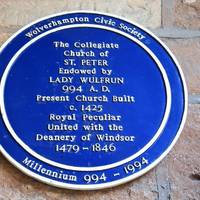 Wolverhampton Civic Society
The Collegiate
Church of
ST. PETER
Endowed by
LADY WULFRUN
994 A.D.
Present Church Built
c. 1425
Royal Peculiar
United with the
Deanery of Windsor
1479 - 1846
Millennium 994 - 1994